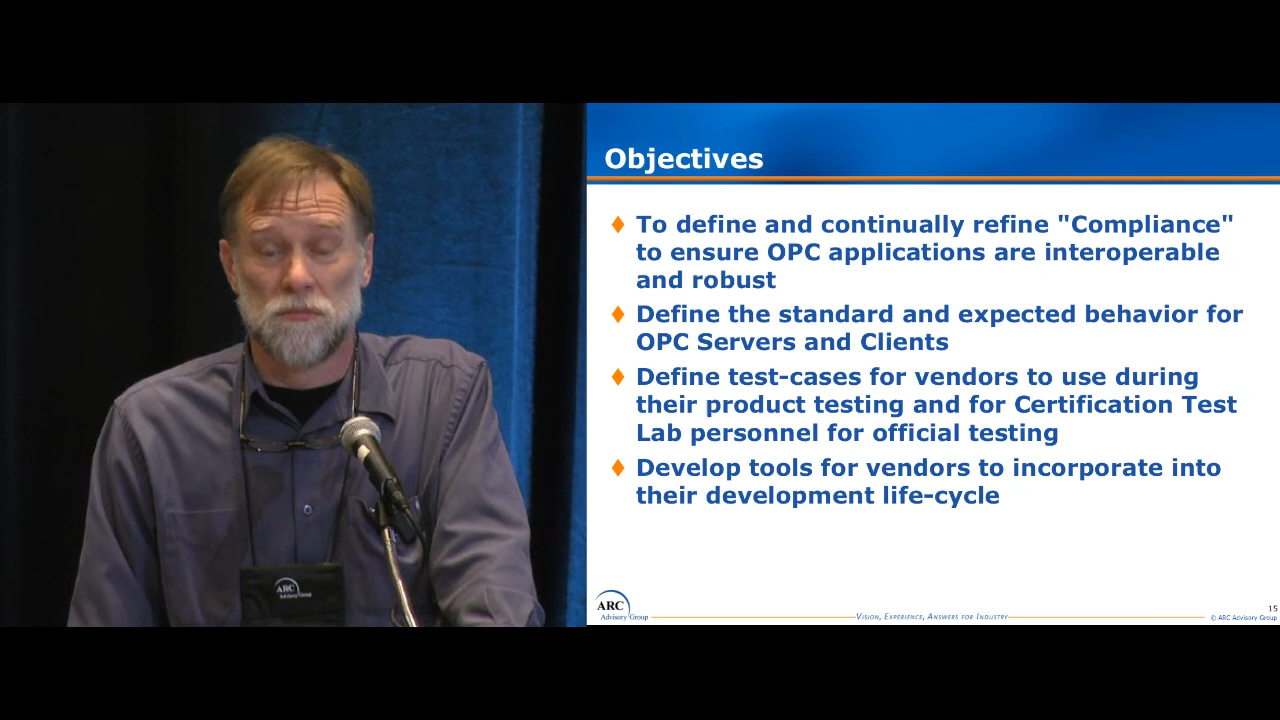 Objectives
To define and continually refine "Compliance"
to ensure OPC applications are interoperable
and robust
Define the standard and expected behavior for
OPC Servers and Clients
Define test-cases for vendors to use during
their product testing and for Certification Test
Lab personnel for official testing
Develop tools for vendors to incorporate into
their development life-cycle
ARC
Advisory Group
ARC
Advisory Group
VISION, EXPERIENCE, ANSWERS FOR INDUSTRY
15
© ARC Advisory Group